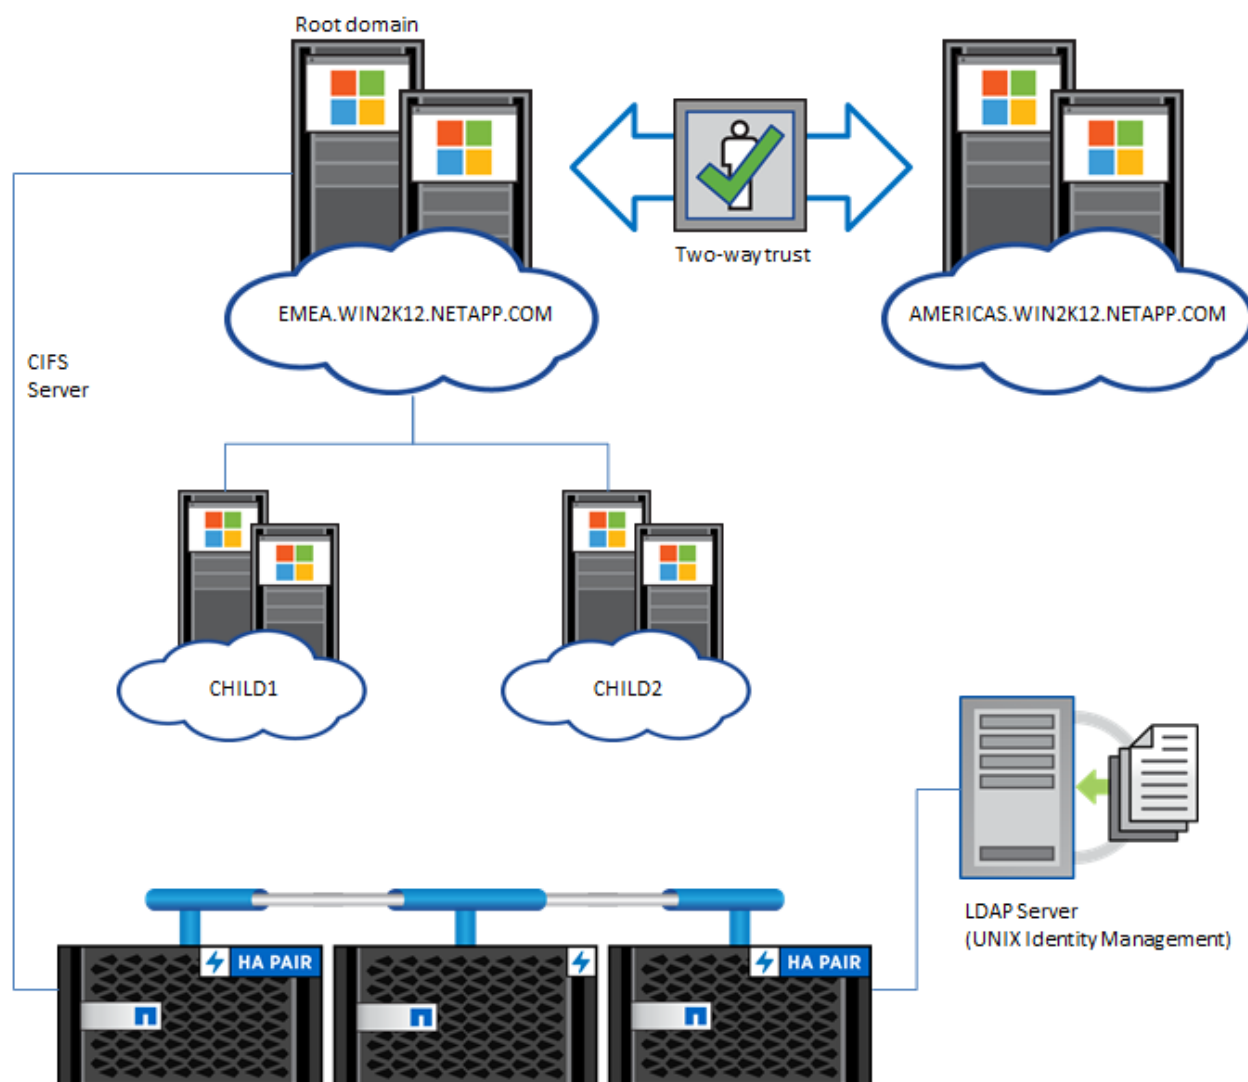 Root domain
Two-way trust
EMEA.WIN2K12.NETAPP.COM
AMERICAS.WIN2K12.NETAPP.COM
CIFS
Server
CHILD1
CHILD2
LDAP Server
(UNIX Identity Management)
HA PAIR
HA PAIR